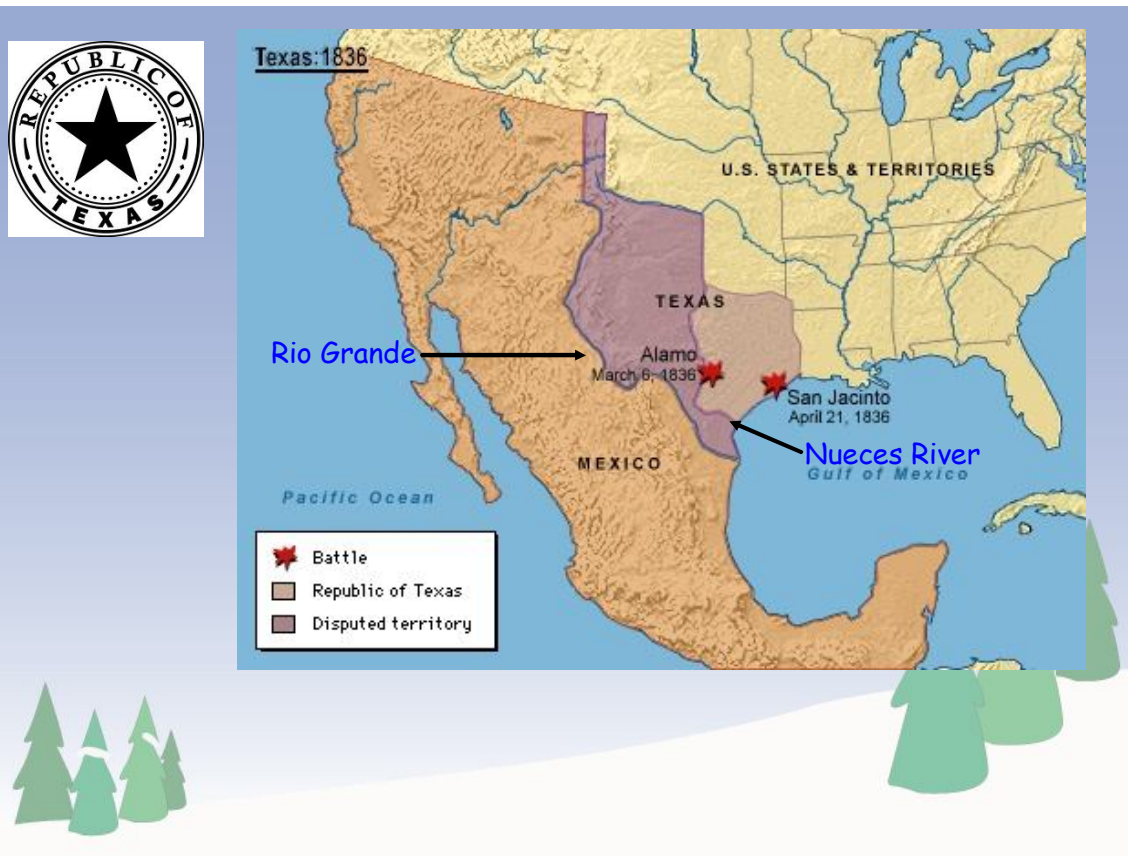 REPUBLIC OF
TEXAS
Texas:1836
U.S. STATES & TERRITORIES
TEXAS
Rio Grande
Alamo
March 6, 1836
San Jacinto
April 21, 1836
Nueces River
Gulf of Mexico
MEXICO
Pacific Ocean
Battle
Republic of Texas
Disputed territory